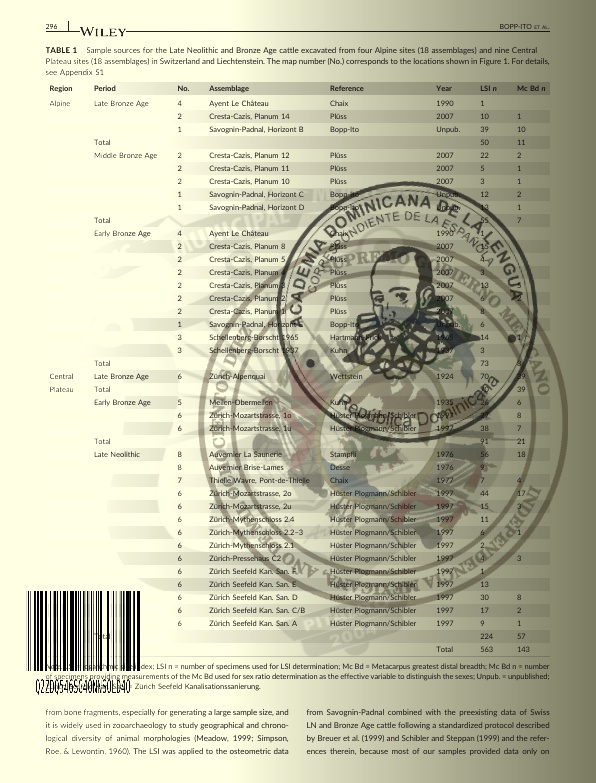 296
WILEY
BOPP-ITO ET AL.
TABLE 1 Sample sources for the Late Neolithic and Bronze Age cattle excavated from four Alpine sites (18 assemblages) and nine Central
Plateau sites (18 assemblages) in Switzerland and Liechtenstein. The map number (No.) corresponds to the locations shown in Figure 1. For details,
see Appendix S1
Region Period No. Assemblage Reference Year LSI n Mc Bd n
Alpine Late Bronze Age 4 Ayent Le Château Chaix 1990 1
2 Cresta-Cazis, Planum 14 Plüss 2007 10 1
1 Savognin-Padnal, Horizont B Bopp-Ito Unpub. 39 10
Total 50 11
Middle Bronze Age 2 Cresta-Cazis, Planum 12 Plüss 2007 22 2
2 Cresta-Cazis, Planum 11 Plüss 2007 5 1
2 Cresta-Cazis, Planum 10 Plüss 2007 3 1
1 Savognin-Padnal, Horizont C Bopp-Ito Unpub. 12 2
1 Savognin-Padnal, Horizont D Bopp-Ito Unpub. 13 1
Total 55 7
Early Bronze Age 4 Ayent Le Château Chaix 1990
2 Cresta-Cazis, Planum 8 Plüss 2007
2 Cresta-Cazis, Planum 5 Plüss 2007 4
2 Cresta-Cazis, Planum Plüss 2007 3
2 Cresta-Cazis, Planum 3 Plüss 2007 13 5
2 Cresta-Cazis, Planum 2 Plüss 2007 6
2 Cresta-Cazis, Planum 1 Plüss 2007 8
1 Savognin-Padnal, Horizont E Bopp-Ito Unpub. 6
3 Schellenberg-Borscht 1965 Hartmann-Frick 1965 14 1
3 Schellenberg-Borscht 1937 Kuhn 1937 3
Total 73 8
Central Late Bronze Age 6 Zürich-Alpenquai Wettstein 1924 70 39
Plateau Total 39
Early Bronze Age 5 Meilen-Obermeilen Kuhn 1935 6
6 Zürich-Mozartstrasse, 1o Hüster Plogmann/Schibler 1997 8
6 Zürich-Mozartstrasse, 1u Hüster Plogmann/Schibler 1997 38 7
Total 91 21
Late Neolithic 8 Auvernier La Saunerie Stampfli 1976 56 18
8 Auvernier Brise-Lames Desse 1976 9
7 Thielle Wavre, Pont-de-Thielle Chaix 1977 7 4
6 Zürich-Mozartstrasse, 2o Hüster Plogmann/Schibler 1997 44 17
6 Zürich-Mozartstrasse, 2u Hüster Plogmann/Schibler 1997 15 3
6 Zürich-Mythenschloss 2.4 Hüster Plogmann/Schibler 1997 11
6 Zürich-Mythenschloss 2.2–3 Hüster Plogmann/Schibler 1997 6 1
6 Zürich-Mythenschloss 2.1 Hüster Plogmann/Schibler 1997 2
6 Zürich-Pressehaus C2 Hüster Plogmann/Schibler 1997 4 3
6 Zürich Seefeld Kan. San. F Hüster Plogmann/Schibler 1997 1
6 Zürich Seefeld Kan. San. E Hüster Plogmann/Schibler 1997 13
6 Zürich Seefeld Kan. San. D Hüster Plogmann/Schibler 1997 30 8
6 Zürich Seefeld Kan. San. C/B Hüster Plogmann/Schibler 1997 17 2
6 Zürich Seefeld Kan. San. A Hüster Plogmann/Schibler 1997 9 1
Total 224 57
Total 563 143
index; LSI n = number of specimens used for LSI determination; Mc Bd = Metacarpus greatest distal breadth; Mc Bd n = number
of specimens providing measurements of the Mc Bd used for sex ratio determination as the effective variable to distinguish the sexes; Unpub. = unpublished;
Zürich Seefeld Kanalisationssanierung.
from bone fragments, especially for generating a large sample size, and
it is widely used in zooarchaeology to study geographical and chrono-
logical diversity of animal morphologies (Meadow, 1999; Simpson,
Roe, & Lewontin, 1960). The LSI was applied to the osteometric data
from Savognin-Padnal combined with the preexisting data of Swiss
LN and Bronze Age cattle following a standardized protocol described
by Breuer et al. (1999) and Schibler and Steppan (1999) and the refer-
ences therein, because most of our samples provided data only on
ACADEMIA DOMINICANA DE LA LENGUA
CORRESPONDIENTE DE LA ESPAÑOLA
República Dominicana
SUPREMO GOBIERNO MEXICANO
2004